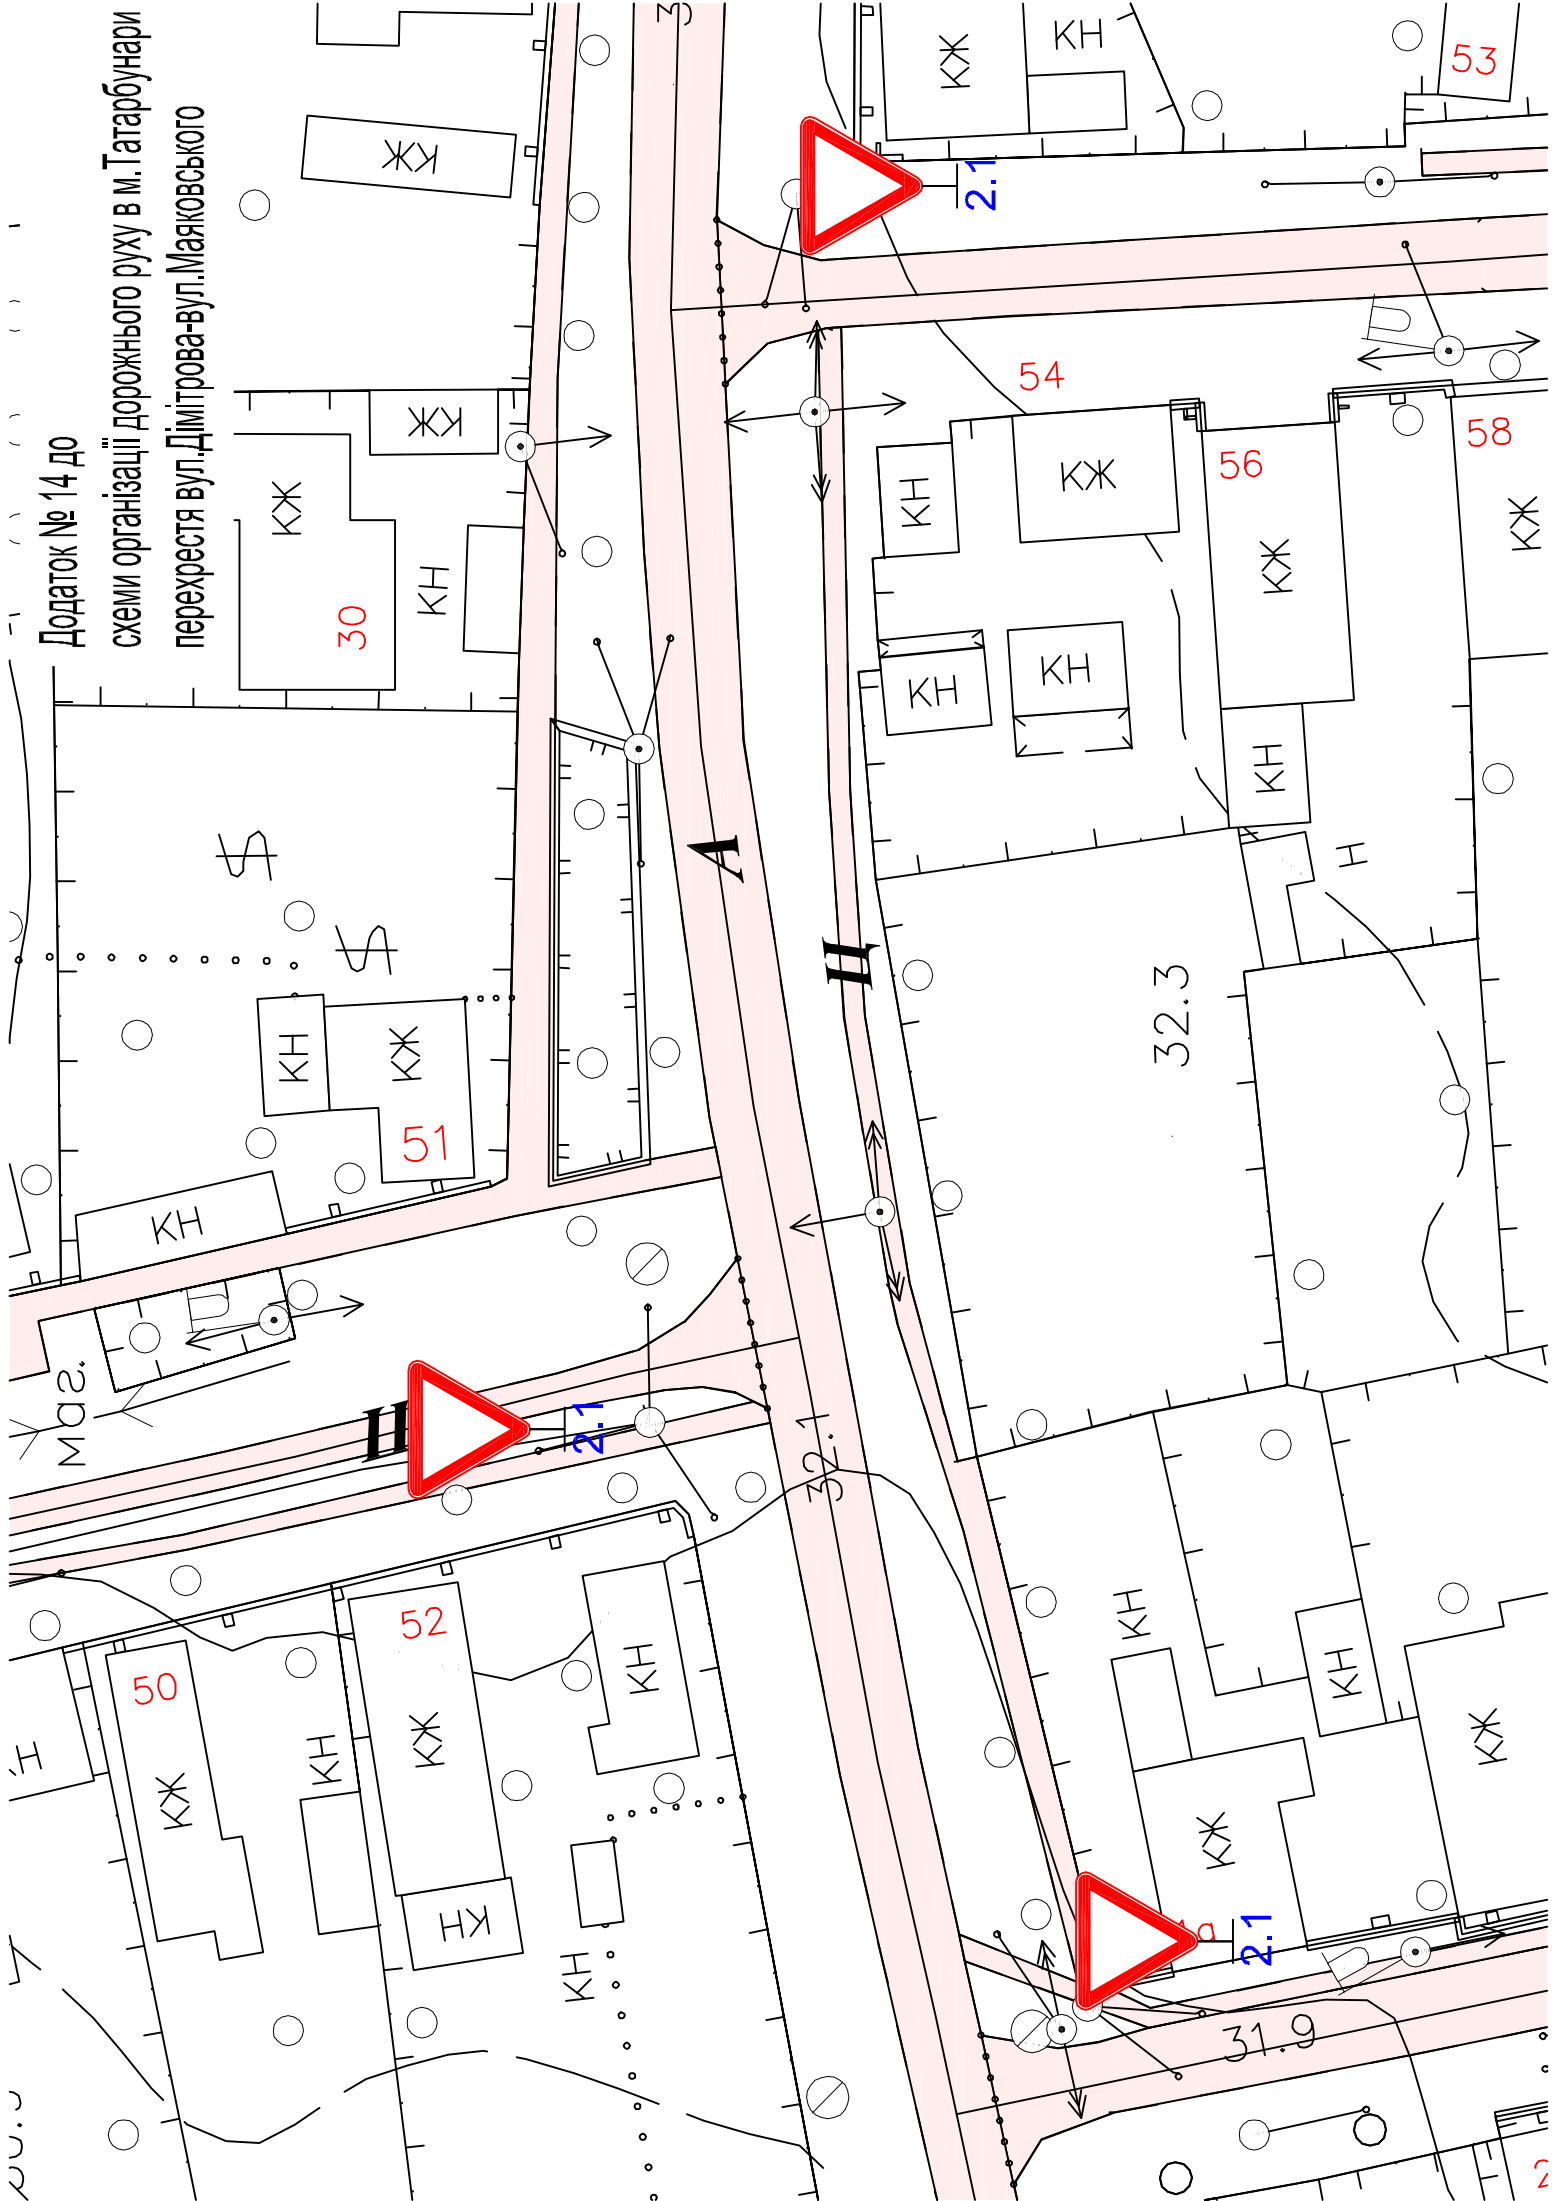 Додаток № 14 до
схеми організації дорожнього руху в м.Татарбунари
перехрестя вул.Дімітрова-вул.Маяковського
КЖ
КЖ
КН
53
2.1
КЖ
КЖ
30
КН
54
КН
КЖ
56
58
КЖ
КЖ
КН
КН
КН
Н
А
Ц
32.3
КН
КЖ
51
КН
маг.
2.1
32.1
50
52
КН
КН
КЖ
КЖ
КН
КН
КН
КН
КН
КЖ
КЖ
2.1
31.9